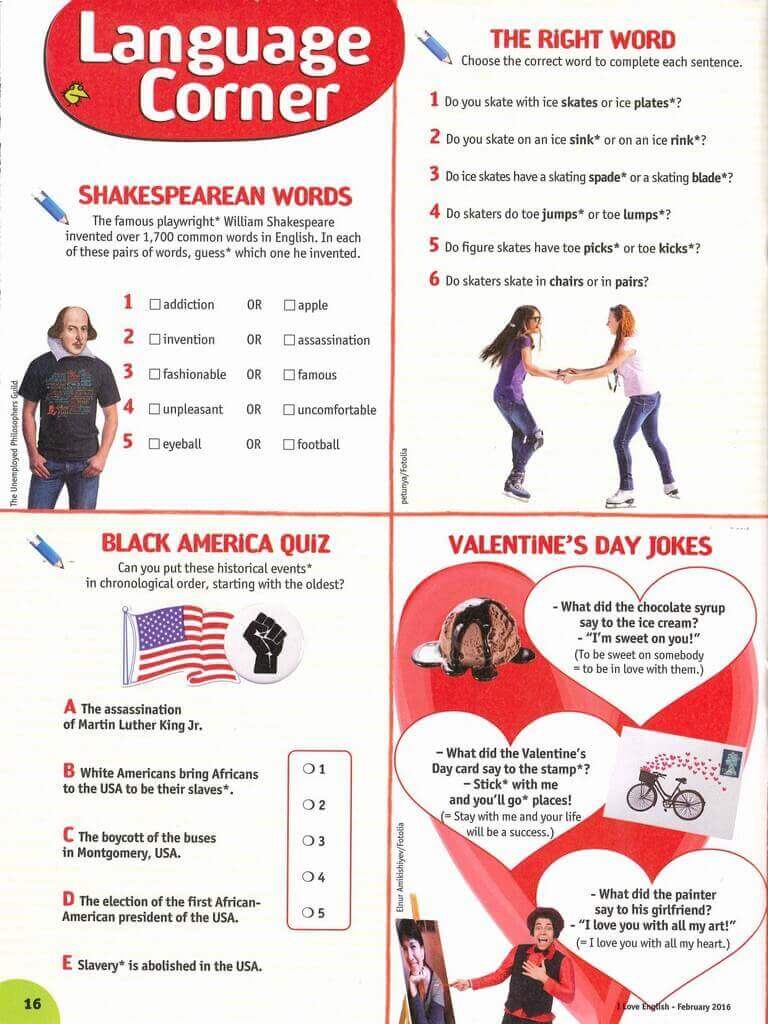 Language
Corner
SHAKESPEAREAN WORDS
The famous playwright* William Shakespeare
invented over 1,700 common words in English. In each
of these pairs of words, guess* which one he invented.
1 addiction OR apple
2 invention OR assassination
3 fashionable OR famous
4 unpleasant OR uncomfortable
5 eyeball OR football
The Unemployed Philosophers Guild
THE RIGHT WORD
Choose the correct word to complete each sentence.
1 Do you skate with ice skates or ice plates*?
2 Do you skate on an ice sink* or on an ice rink*?
3 Do ice skates have a skating spade* or a skating blade*?
4 Do skaters do toe jumps* or toe lumps*?
5 Do figure skates have toe picks* or toe kicks*?
6 Do skaters skate in chairs or in pairs?
petunya/Fotolia
BLACK AMERICA QUIZ
Can you put these historical events*
in chronological order, starting with the oldest?
A The assassination
of Martin Luther King Jr.
B White Americans bring Africans
to the USA to be their slaves*.
C The boycott of the buses
in Montgomery, USA.
D The election of the first African-
American president of the USA.
E Slavery* is abolished in the USA.
1
2
3
4
5
VALENTINE'S DAY JOKES
- What did the chocolate syrup
say to the ice cream?
- "I'm sweet on you!"
(To be sweet on somebody
= to be in love with them.)
– What did the Valentine's
Day card say to the stamp*?
– Stick* with me
and you'll go* places!
(= Stay with me and your life
will be a success.)
- What did the painter
say to his girlfriend?
- "I love you with all my art!"
(= I love you with all my heart.)
Elnur Amikishiyev/Fotolia
16
I Love English - February 2016